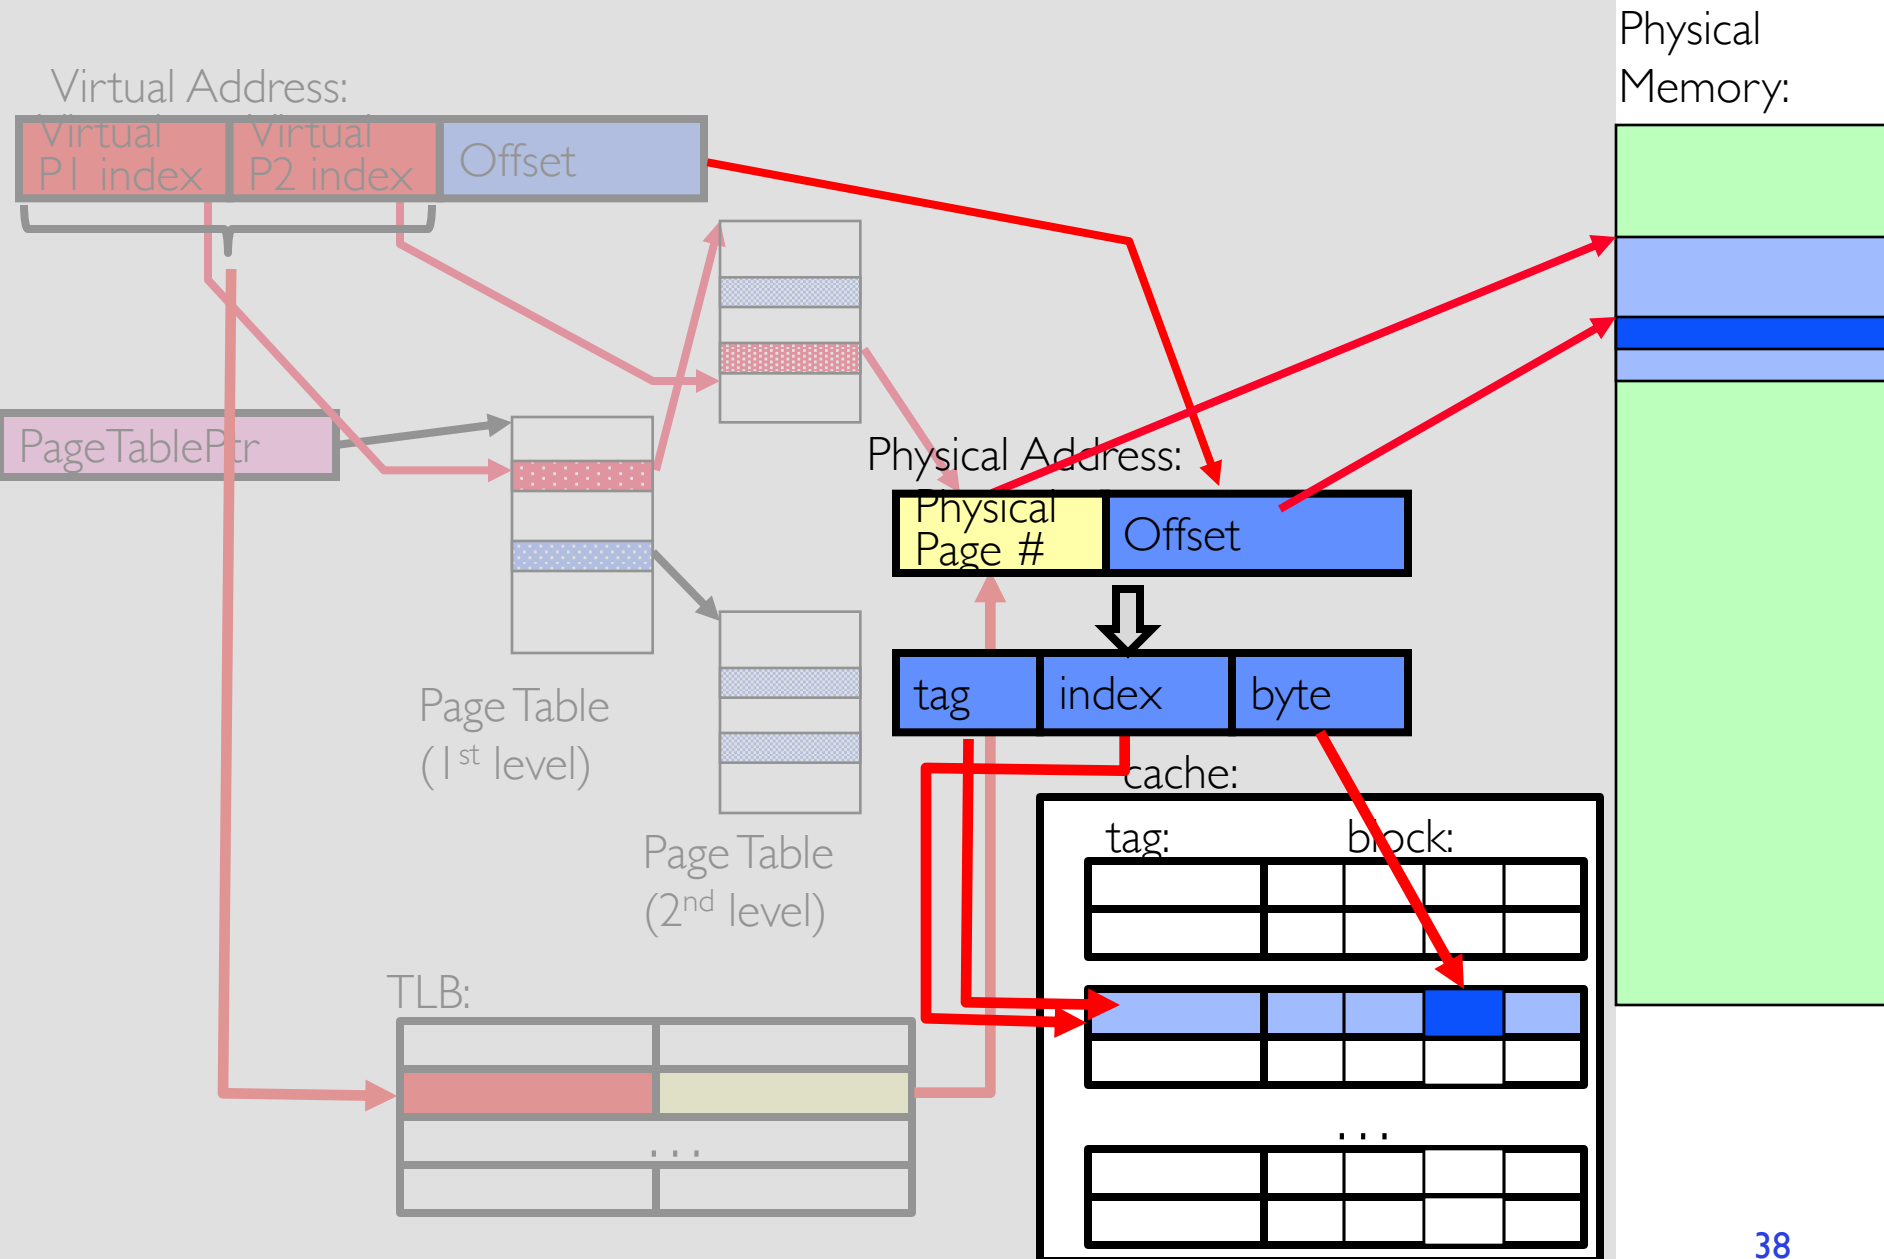 Physical
Memory:
Virtual Address:
Virtual
P1 index
Virtual
P2 index
Offset
PageTablePtr
Physical Address:
Physical
Page #
Offset
tag
index
byte
Page Table
(1st level)
cache:
tag:
block:
Page Table
(2nd level)
TLB:
. . .
. . .
38